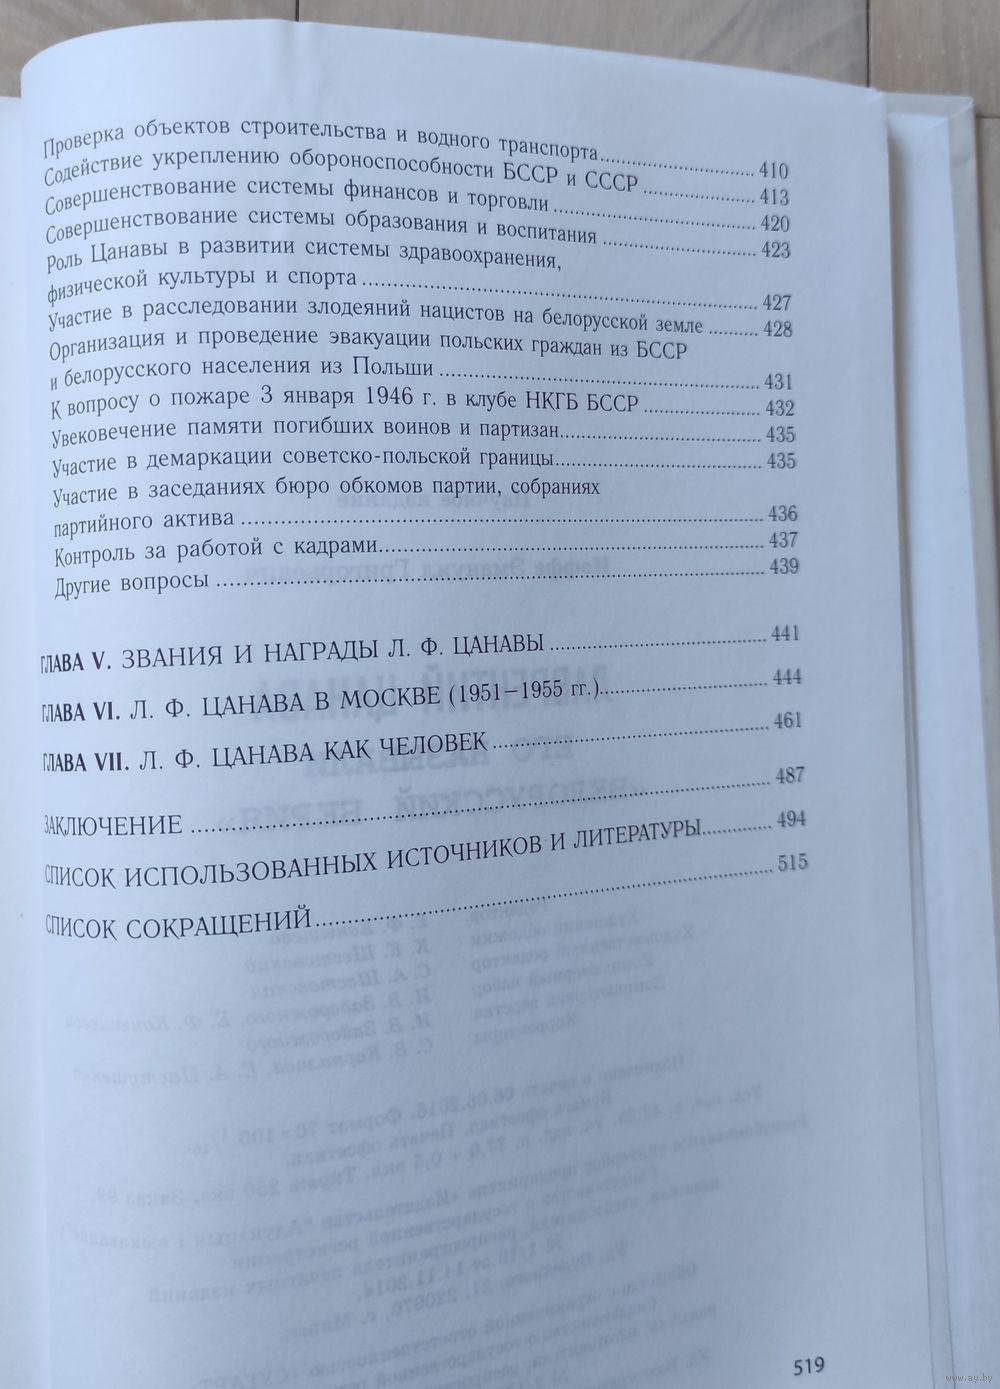 Проверка объектов строительства и водного транспорта.......................... 410
Содействие укреплению обороноспособности БССР и СССР .................. 413
Совершенствование системы финансов и торговли ................................. 420
Совершенствование системы образования и воспитания ......................... 423
Роль Цанавы в развитии системы здравоохранения,
физической культуры и спорта ................................................................. 427
Участие в расследовании злодеяний нацистов на белорусской земле ......... 428
Организация и проведение эвакуации польских граждан из БССР
и белорусского населения из Польши ...................................................... 431
К вопросу о пожаре 3 января 1946 г. в клубе НКГБ БССР .................... 432
Увековечение памяти погибших воинов и партизан................................. 435
Участие в демаркации советско-польской границы.................................. 435
Участие в заседаниях бюро обкомов партии, собраниях
партийного актива ..................................................................................... 436
Контроль за работой с кадрами................................................................. 437
Другие вопросы ......................................................................................... 439
ГЛАВА V. ЗВАНИЯ И НАГРАДЫ Л. Ф. ЦАНАВЫ ................................... 441
ГЛАВА VI. Л. Ф. ЦАНАВА В МОСКВЕ (1951–1955 гг.)............................ 444
ГЛАВА VII. Л. Ф. ЦАНАВА КАК ЧЕЛОВЕК ............................................. 461
ЗАКЛЮЧЕНИЕ ............................................................................................ 487
СПИСОК ИСПОЛЬЗОВАННЫХ ИСТОЧНИКОВ И ЛИТЕРАТУРЫ........... 494
СПИСОК СОКРАЩЕНИЙ........................................................................... 515
519
www.ay.by